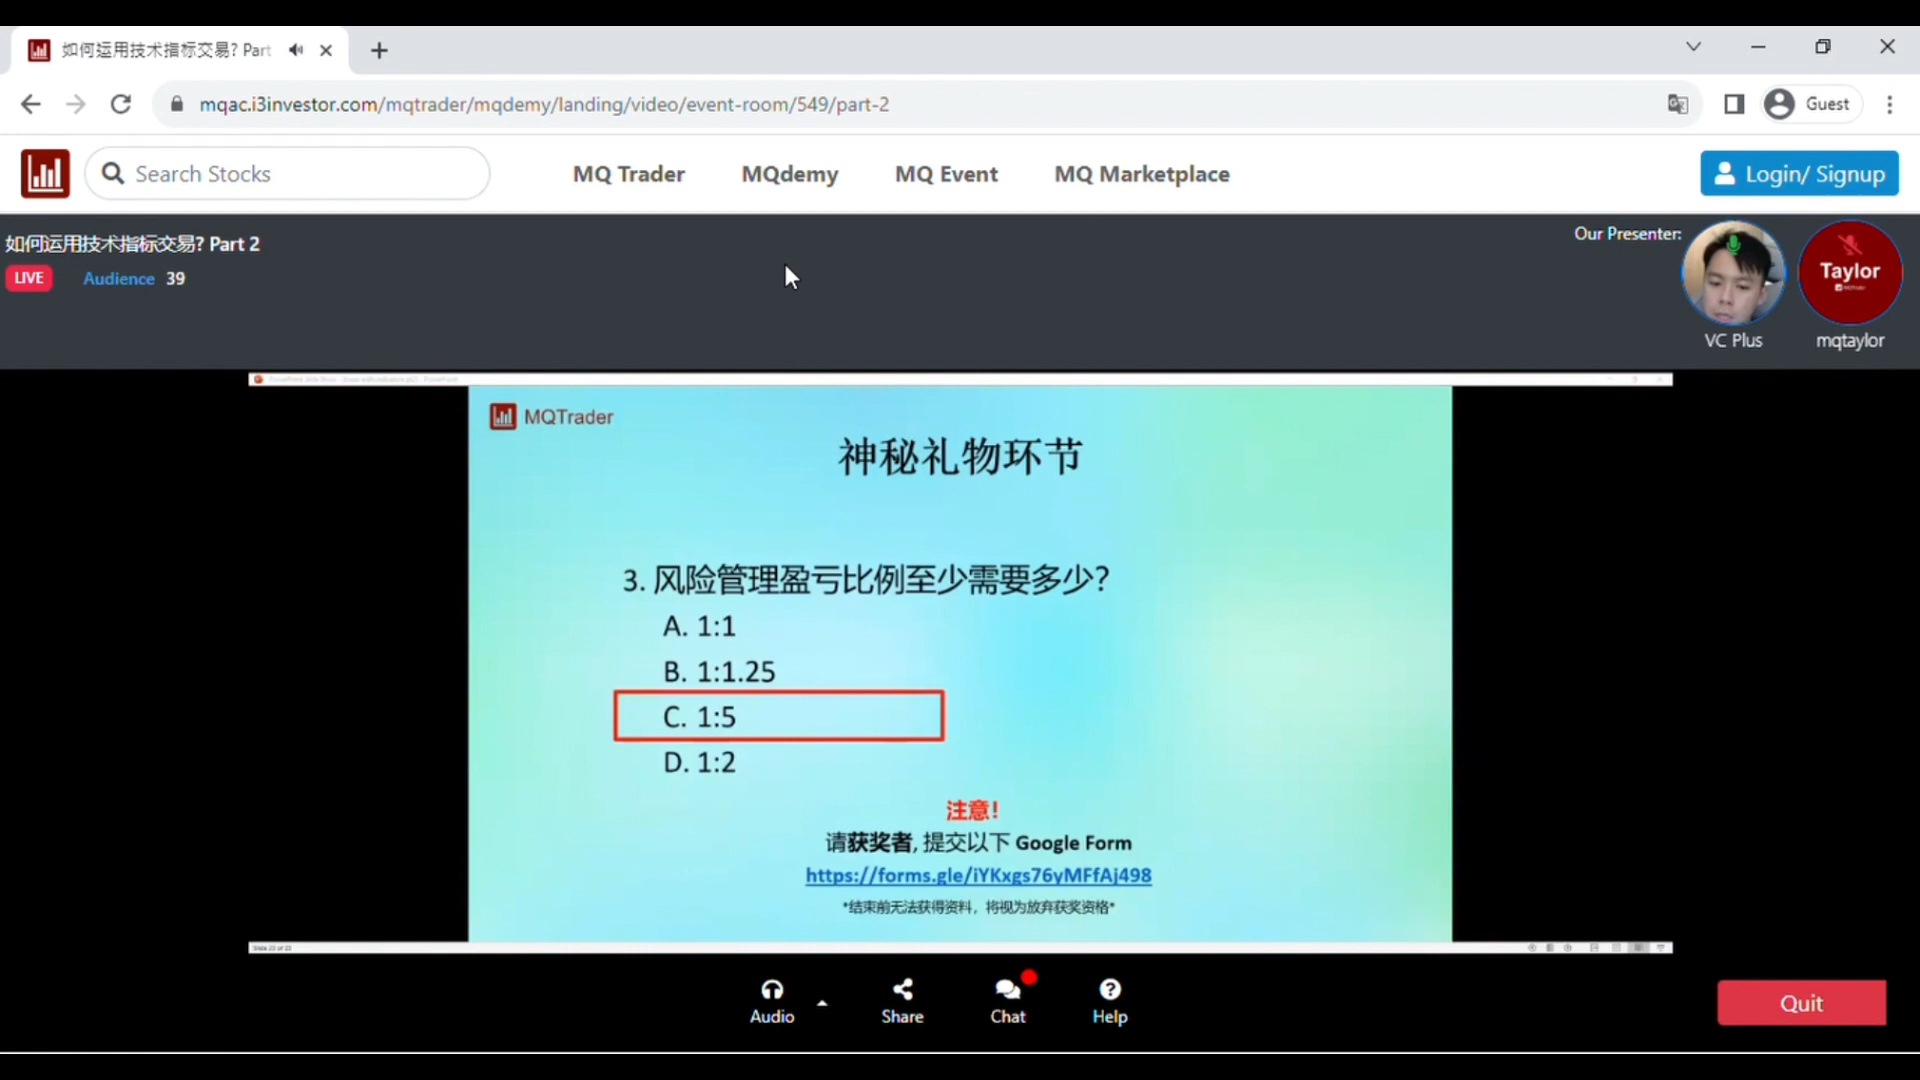 如何运用技术指标交易? Part
mqac.i3investor.com/mqtrader/mqdemy/landing/video/event-room/549/part-2
Guest
Search Stocks
MQ Trader
MQdemy
MQ Event
MQ Marketplace
Login/ Signup
如何运用技术指标交易? Part 2
LIVE
Audience 39
Our Presenter:
Taylor
VC Plus
mqtaylor
MQTrader
神秘礼物环节
3. 风险管理盈亏比例至少需要多少?
A. 1:1
B. 1:1.25
C. 1:5
D. 1:2
注意!
请获奖者, 提交以下 Google Form
https://forms.gle/iYKxgs76yMFfAj498
*结束前无法获得资料，将视为放弃获奖资格*
Audio
Share
Chat
Help
Quit